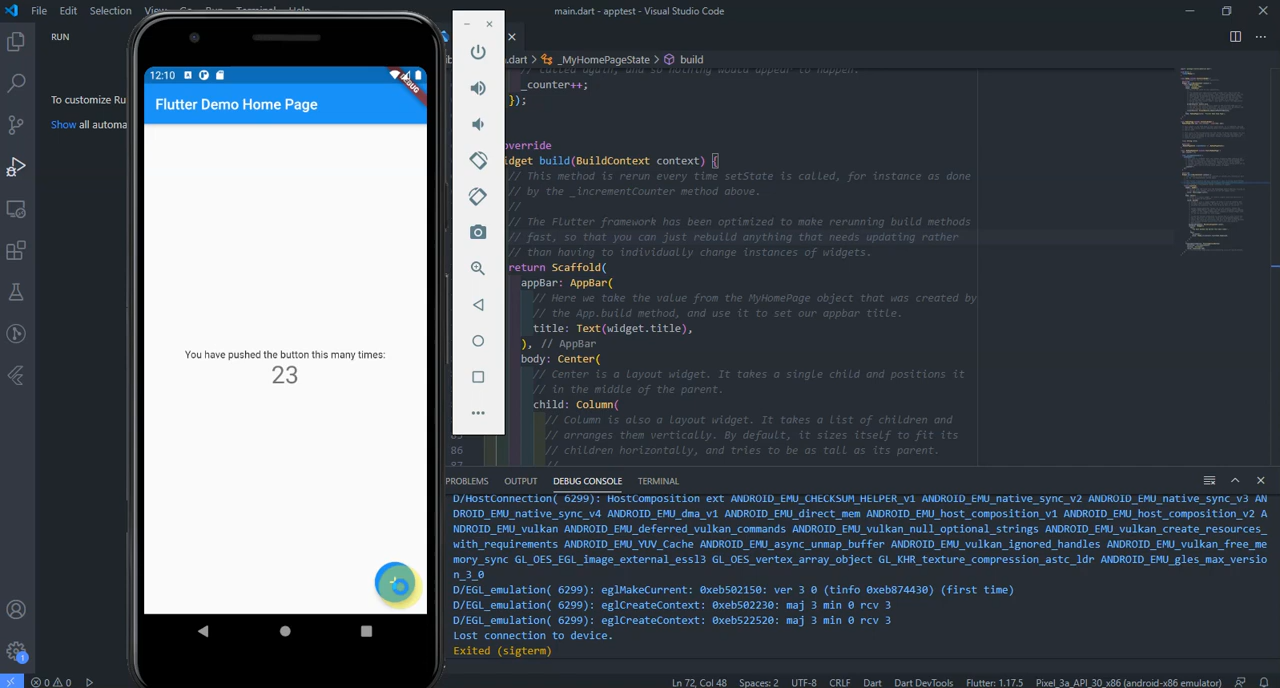 File Edit Selection View Go Run Terminal Help
main.dart - apptest - Visual Studio Code
RUN
To customize Ru
Show all automa
12:10
DEBUG
Flutter Demo Home Page
You have pushed the button this many times:
23
.dart > _MyHomePageState > build
// called again, and so nothing would appear to happen.
_counter++;
});
override
idget build(BuildContext context) {
// This method is rerun every time setState is called, for instance as done
// by the _incrementCounter method above.
//
// The Flutter framework has been optimized to make rerunning build methods
// fast, so that you can just rebuild anything that needs updating rather
// than having to individually change instances of widgets.
return Scaffold(
appBar: AppBar(
// Here we take the value from the MyHomePage object that was created by
// the App.build method, and use it to set our appbar title.
title: Text(widget.title),
), // AppBar
body: Center(
// Center is a layout widget. It takes a single child and positions it
// in the middle of the parent.
child: Column(
// Column is also a layout widget. It takes a list of children and
85 // arranges them vertically. By default, it sizes itself to fit its
86 // children horizontally, and tries to be as tall as its parent.
87 //
PROBLEMS OUTPUT DEBUG CONSOLE TERMINAL
D/HostConnection( 6299): HostComposition ext ANDROID_EMU_CHECKSUM_HELPER_v1 ANDROID_EMU_native_sync_v2 ANDROID_EMU_native_sync_v3 AN
DROID_EMU_native_sync_v4 ANDROID_EMU_dma_v1 ANDROID_EMU_direct_mem ANDROID_EMU_host_composition_v1 ANDROID_EMU_host_composition_v2 A
NDROID_EMU_vulkan ANDROID_EMU_deferred_vulkan_commands ANDROID_EMU_vulkan_null_optional_strings ANDROID_EMU_vulkan_create_resources_
with_requirements ANDROID_EMU_YUV_Cache ANDROID_EMU_async_unmap_buffer ANDROID_EMU_vulkan_ignored_handles ANDROID_EMU_vulkan_free_me
mory_sync GL_OES_EGL_image_external_essl3 GL_OES_vertex_array_object GL_KHR_texture_compression_astc_ldr ANDROID_EMU_gles_max_versio
n_3_0
D/EGL_emulation( 6299): eglMakeCurrent: 0xeb502150: ver 3 0 (tinfo 0xeb874430) (first time)
D/EGL_emulation( 6299): eglCreateContext: 0xeb502230: maj 3 min 0 rcv 3
D/EGL_emulation( 6299): eglCreateContext: 0xeb522520: maj 3 min 0 rcv 3
Lost connection to device.
Exited (sigterm)
1
0 0 Ln 72, Col 48 Spaces: 2 UTF-8 CRLF Dart Dart DevTools Flutter: 1.17.5 Pixel_3a_API_30_x86 (android-x86 emulator)